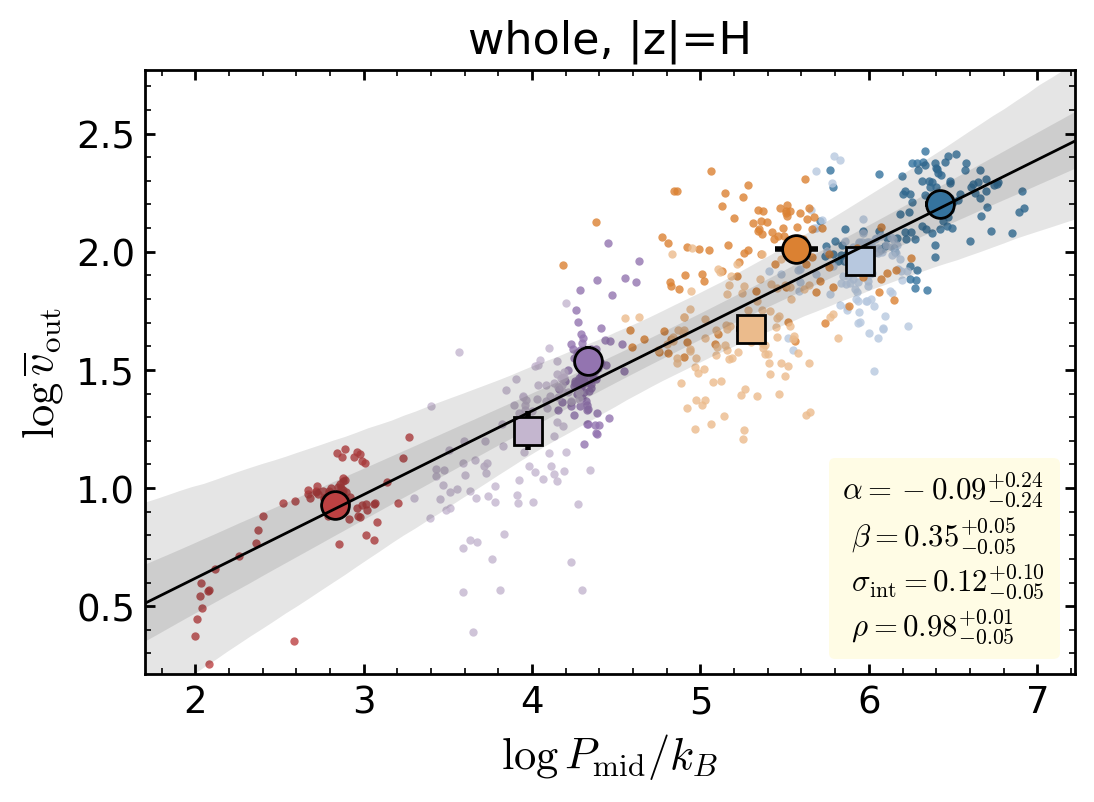 whole, |z|=H
log v̅_out
2.5
2.0
1.5
1.0
0.5
α = −0.09^{+0.24}_{−0.24}
β = 0.35^{+0.05}_{−0.05}
σ_int = 0.12^{+0.10}_{−0.05}
ρ = 0.98^{+0.01}_{−0.05}
2 3 4 5 6 7
log P_mid/k_B